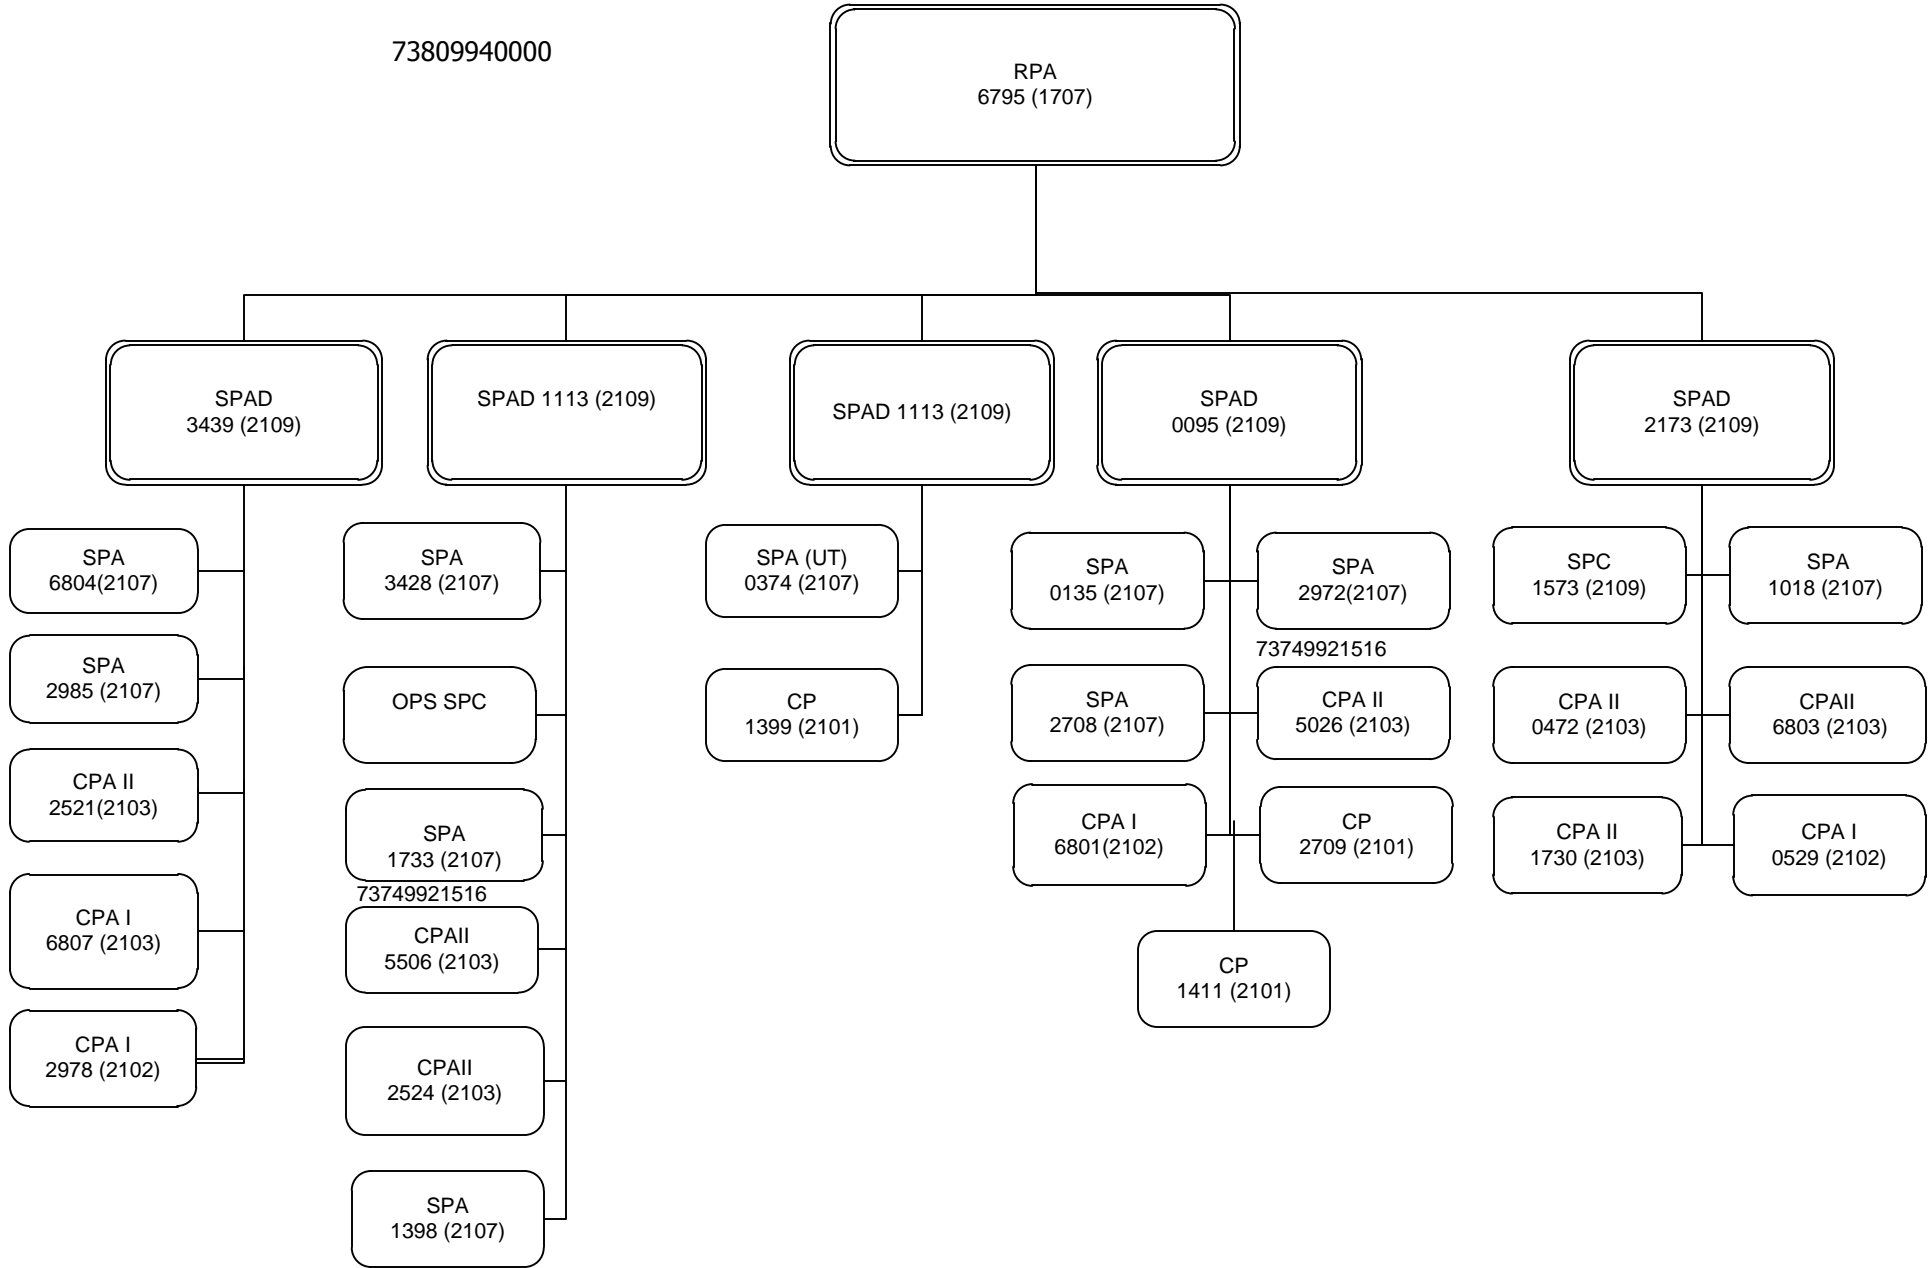 73809940000
RPA
6795 (1707)
SPAD
3439 (2109)
SPAD 1113 (2109)
SPAD 1113 (2109)
SPAD
0095 (2109)
SPAD
2173 (2109)
SPA
6804(2107)
SPA
2985 (2107)
CPA II
2521(2103)
CPA I
6807 (2103)
CPA I
2978 (2102)
SPA
3428 (2107)
OPS SPC
SPA
1733 (2107)
73749921516
CPAII
5506 (2103)
CPAII
2524 (2103)
SPA
1398 (2107)
SPA (UT)
0374 (2107)
CP
1399 (2101)
SPA
0135 (2107)
SPA
2972(2107)
73749921516
SPA
2708 (2107)
CPA II
5026 (2103)
CPA I
6801(2102)
CP
2709 (2101)
CP
1411 (2101)
SPC
1573 (2109)
SPA
1018 (2107)
CPA II
0472 (2103)
CPAII
6803 (2103)
CPA II
1730 (2103)
CPA I
0529 (2102)